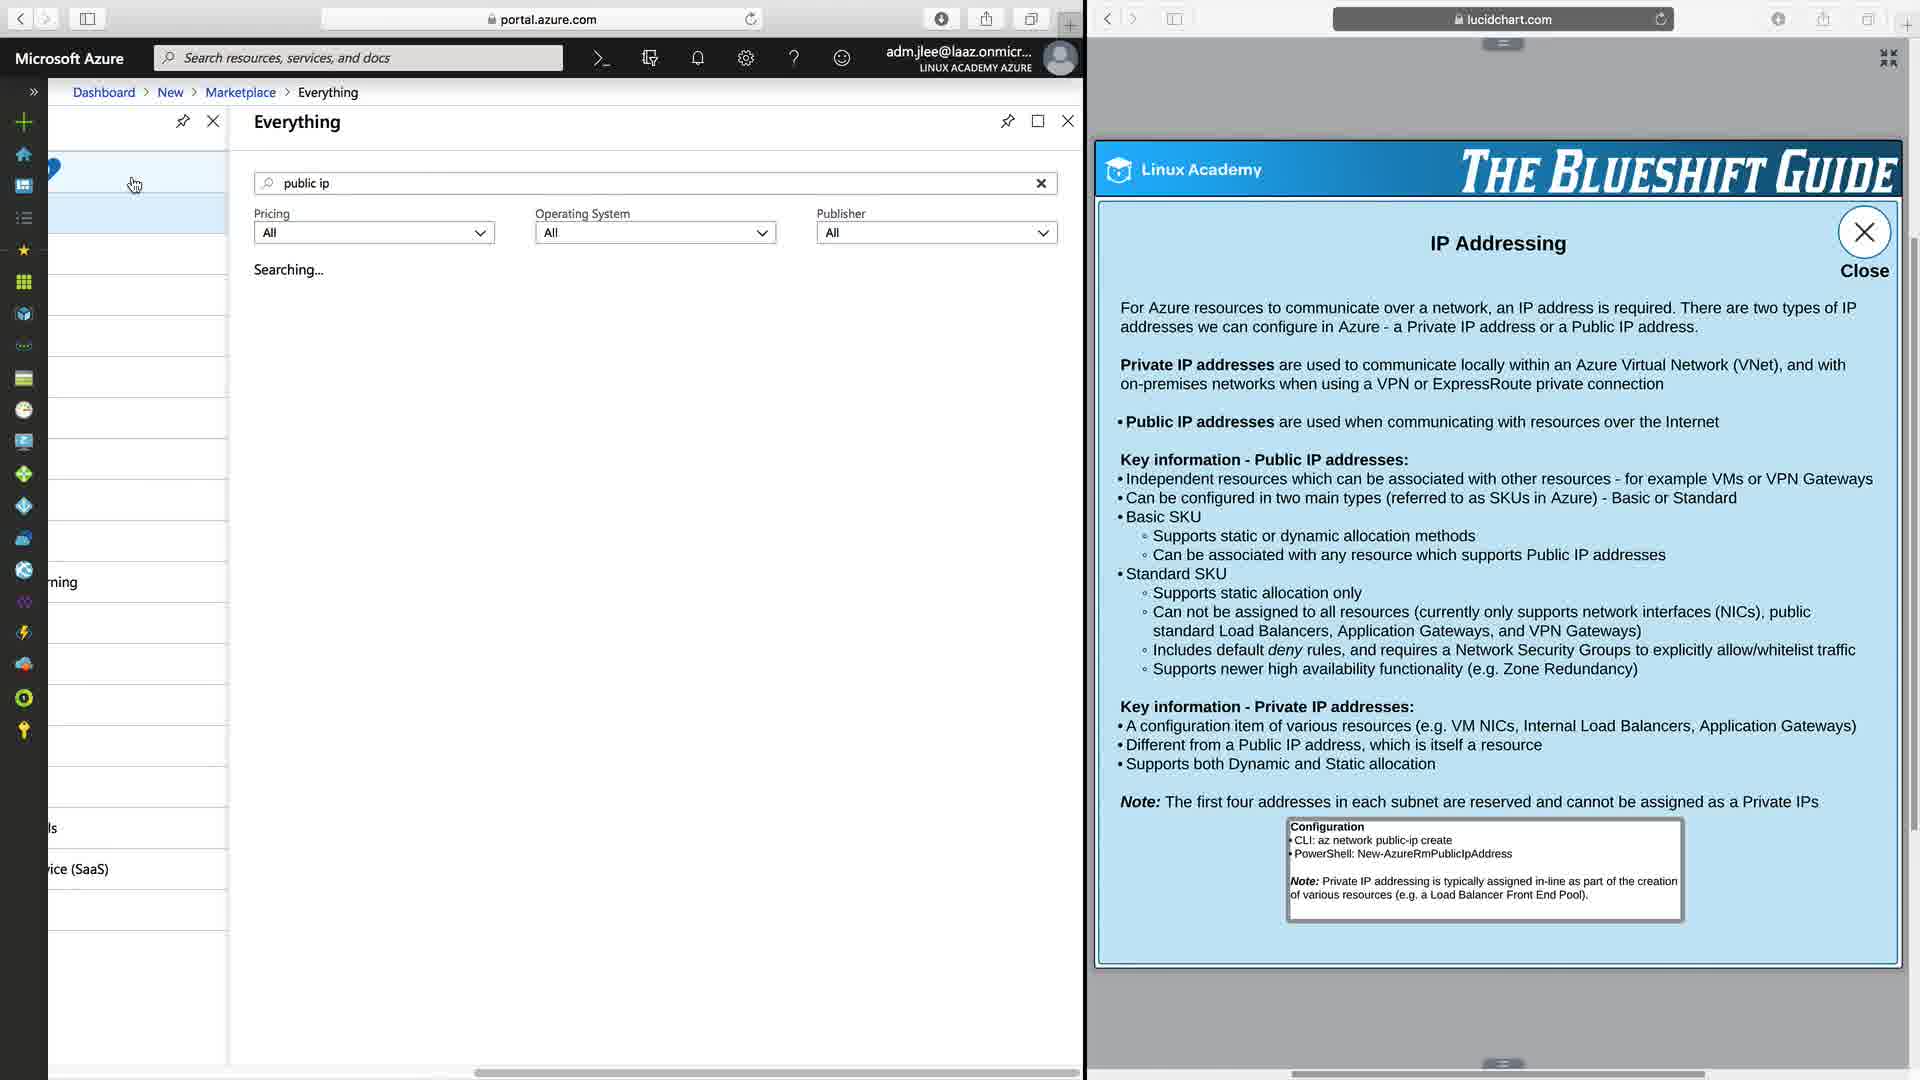 portal.azure.com
Microsoft Azure
Search resources, services, and docs
adm.jlee@laaz.onmicr...
LINUX ACADEMY AZURE
Dashboard > New > Marketplace > Everything
Everything
public ip
Pricing
Operating System
Publisher
All
All
All
Searching...
rning
ls
vice (SaaS)
lucidchart.com
Linux Academy
THE BLUESHIFT GUIDE
IP Addressing
Close
For Azure resources to communicate over a network, an IP address is required. There are two types of IP
addresses we can configure in Azure - a Private IP address or a Public IP address.
Private IP addresses are used to communicate locally within an Azure Virtual Network (VNet), and with
on-premises networks when using a VPN or ExpressRoute private connection
• Public IP addresses are used when communicating with resources over the Internet
Key information - Public IP addresses:
• Independent resources which can be associated with other resources - for example VMs or VPN Gateways
• Can be configured in two main types (referred to as SKUs in Azure) - Basic or Standard
• Basic SKU
◦ Supports static or dynamic allocation methods
◦ Can be associated with any resource which supports Public IP addresses
• Standard SKU
◦ Supports static allocation only
◦ Can not be assigned to all resources (currently only supports network interfaces (NICs), public
standard Load Balancers, Application Gateways, and VPN Gateways)
◦ Includes default deny rules, and requires a Network Security Groups to explicitly allow/whitelist traffic
◦ Supports newer high availability functionality (e.g. Zone Redundancy)
Key information - Private IP addresses:
• A configuration item of various resources (e.g. VM NICs, Internal Load Balancers, Application Gateways)
• Different from a Public IP address, which is itself a resource
• Supports both Dynamic and Static allocation
Note: The first four addresses in each subnet are reserved and cannot be assigned as a Private IPs
Configuration
• CLI: az network public-ip create
• PowerShell: New-AzureRmPublicIpAddress
Note: Private IP addressing is typically assigned in-line as part of the creation
of various resources (e.g. a Load Balancer Front End Pool).